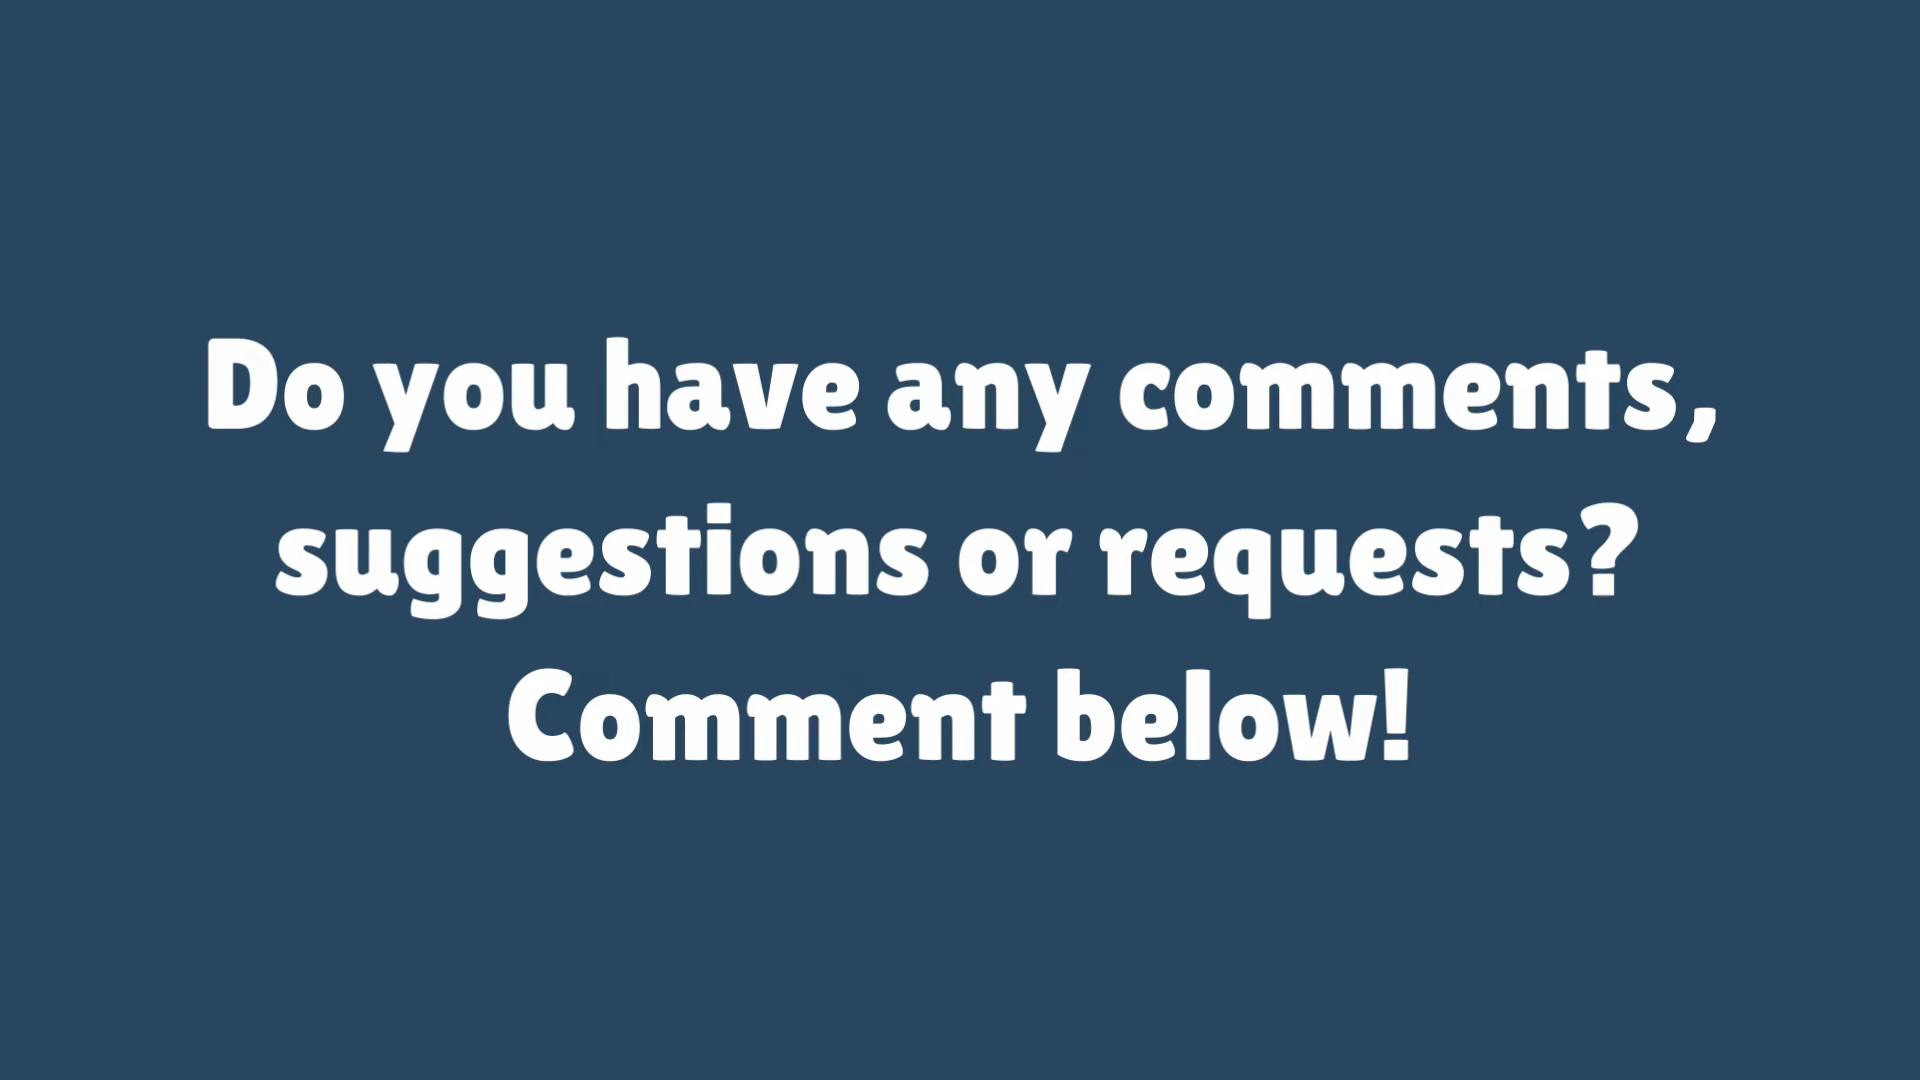 Do you have any comments,
suggestions or requests?
Comment below!